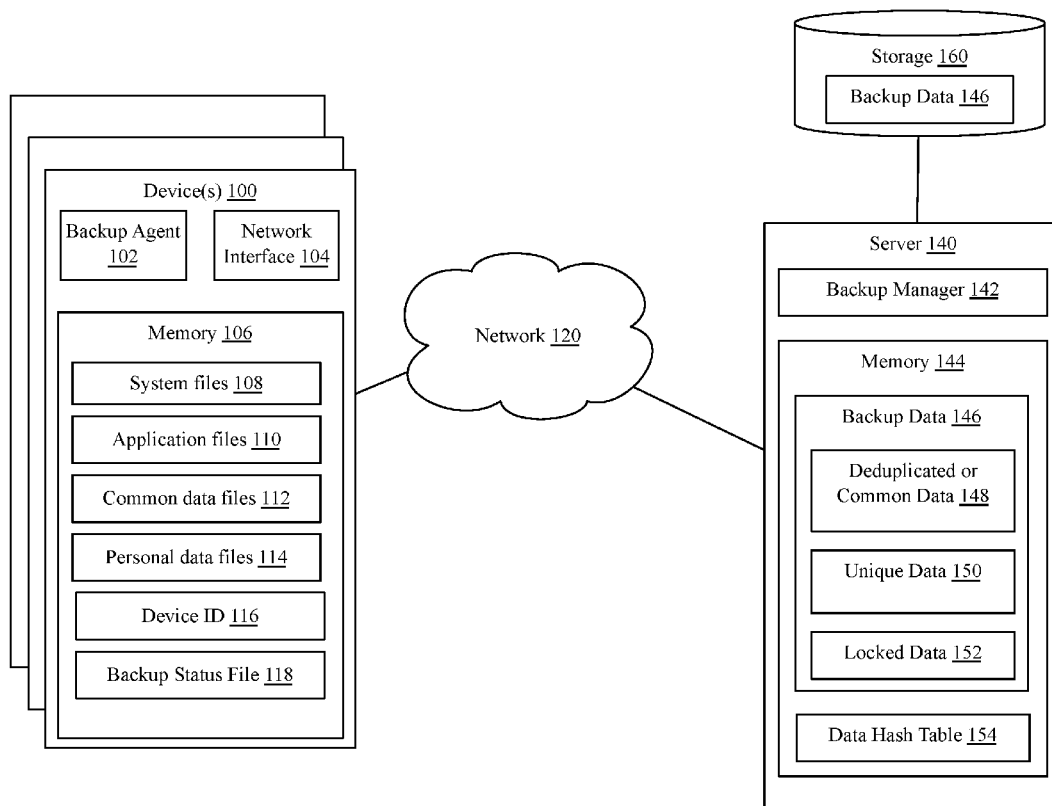 Storage 160
Backup Data 146
Device(s) 100
Backup Agent
102
Network
Interface 104
Memory 106
System files 108
Application files 110
Common data files 112
Personal data files 114
Device ID 116
Backup Status File 118
Network 120
Server 140
Backup Manager 142
Memory 144
Backup Data 146
Deduplicated or
Common Data 148
Unique Data 150
Locked Data 152
Data Hash Table 154